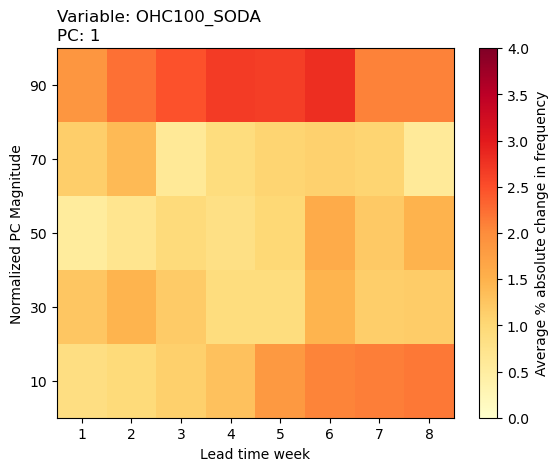 Variable: OHC100_SODA
PC: 1
Normalized PC Magnitude
90
70
50
30
10
1 2 3 4 5 6 7 8
Lead time week
4.0
3.5
3.0
2.5
2.0
1.5
1.0
0.5
0.0
Average % absolute change in frequency